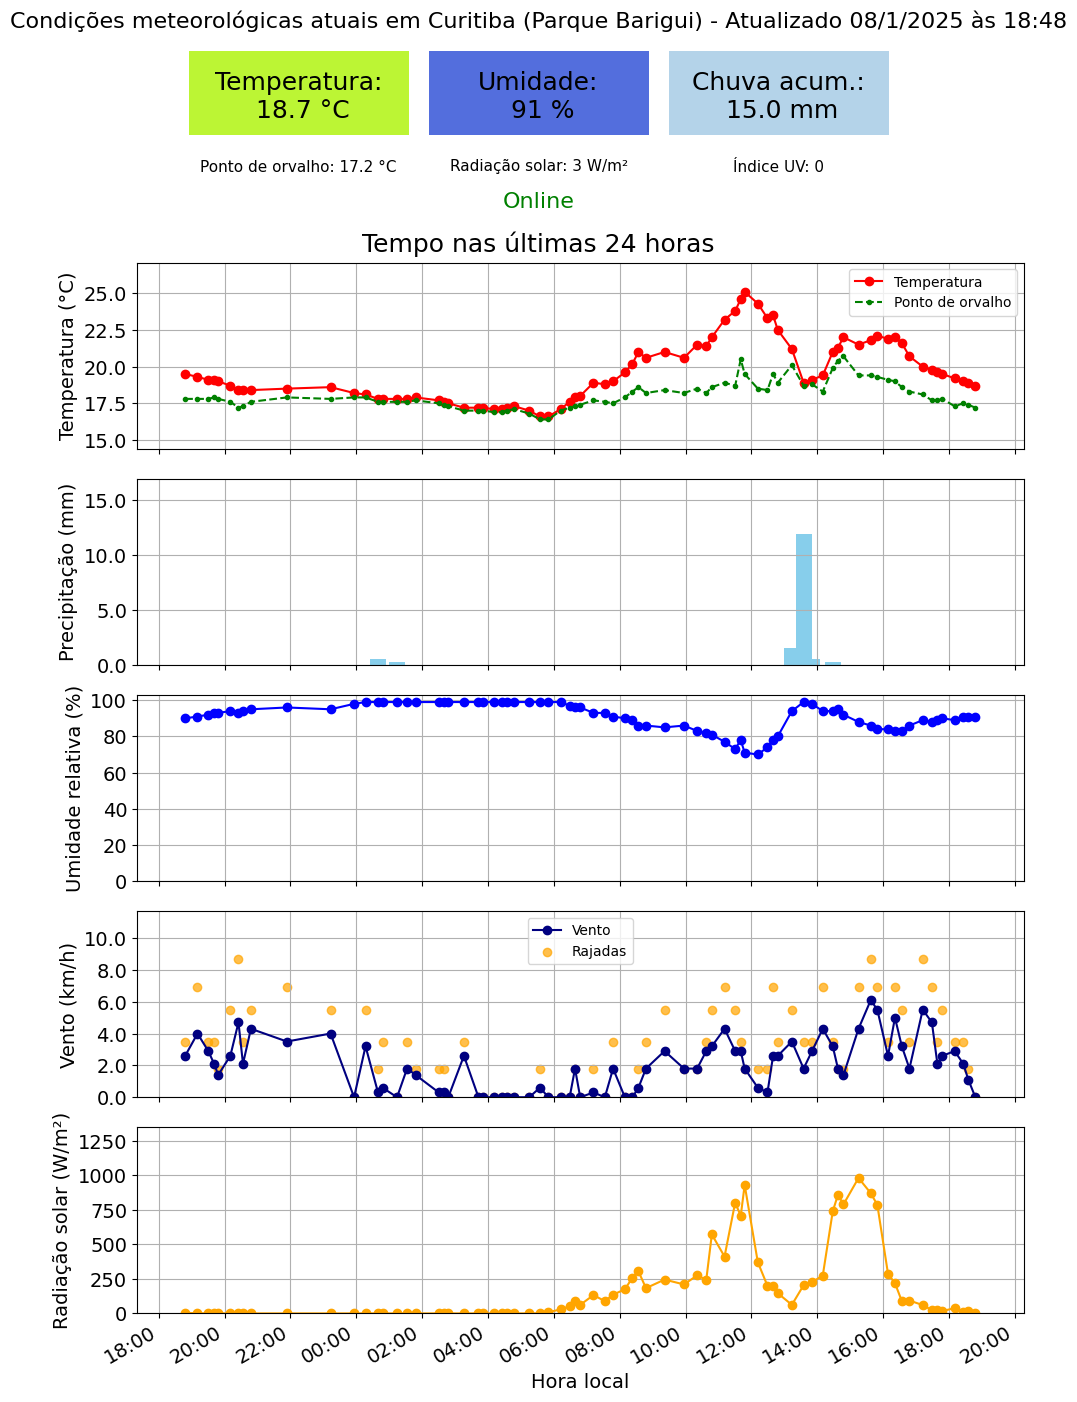 Condições meteorológicas atuais em Curitiba (Parque Barigui) - Atualizado 08/1/2025 às 18:48
Temperatura:
18.7 °C
Umidade:
91 %
Chuva acum.:
15.0 mm
Ponto de orvalho: 17.2 °C
Radiação solar: 3 W/m²
Índice UV: 0
Online
Tempo nas últimas 24 horas
Temperatura (°C)
25.0
22.5
20.0
17.5
15.0
Temperatura
Ponto de orvalho
Precipitação (mm)
15.0
10.0
5.0
0.0
Umidade relativa (%)
100
80
60
40
20
0
Vento (km/h)
10.0
8.0
6.0
4.0
2.0
0.0
Vento
Rajadas
Radiação solar (W/m²)
1250
1000
750
500
250
0
18:00
20:00
22:00
00:00
02:00
04:00
06:00
08:00
10:00
12:00
14:00
16:00
18:00
20:00
Hora local